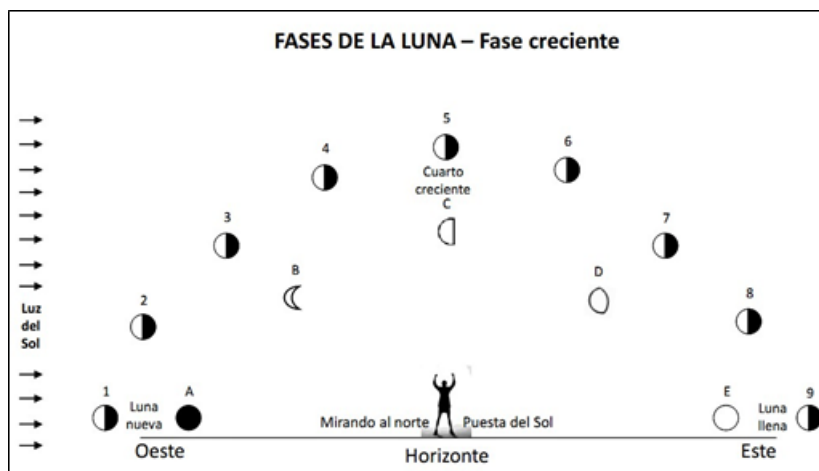 FASES DE LA LUNA – Fase creciente
5
4
6
Cuarto
creciente
C
3
7
B
D
2
8
Luz
del
Sol
1
Luna
nueva
A
E
Luna
llena
9
Mirando al norte
Puesta del Sol
Oeste
Horizonte
Este